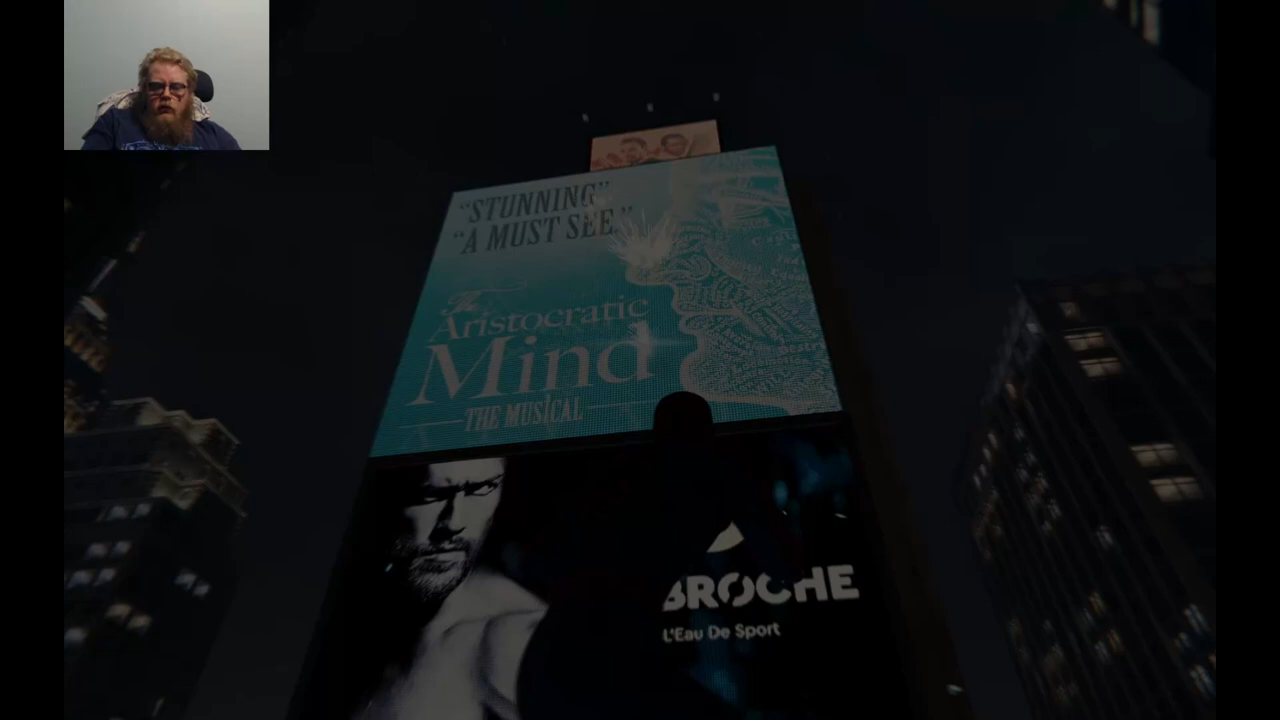 "STUNNING"
"A MUST SEE"
The
Aristocratic
Mind
THE MUSICAL
BROCHE
L'Eau De Sport